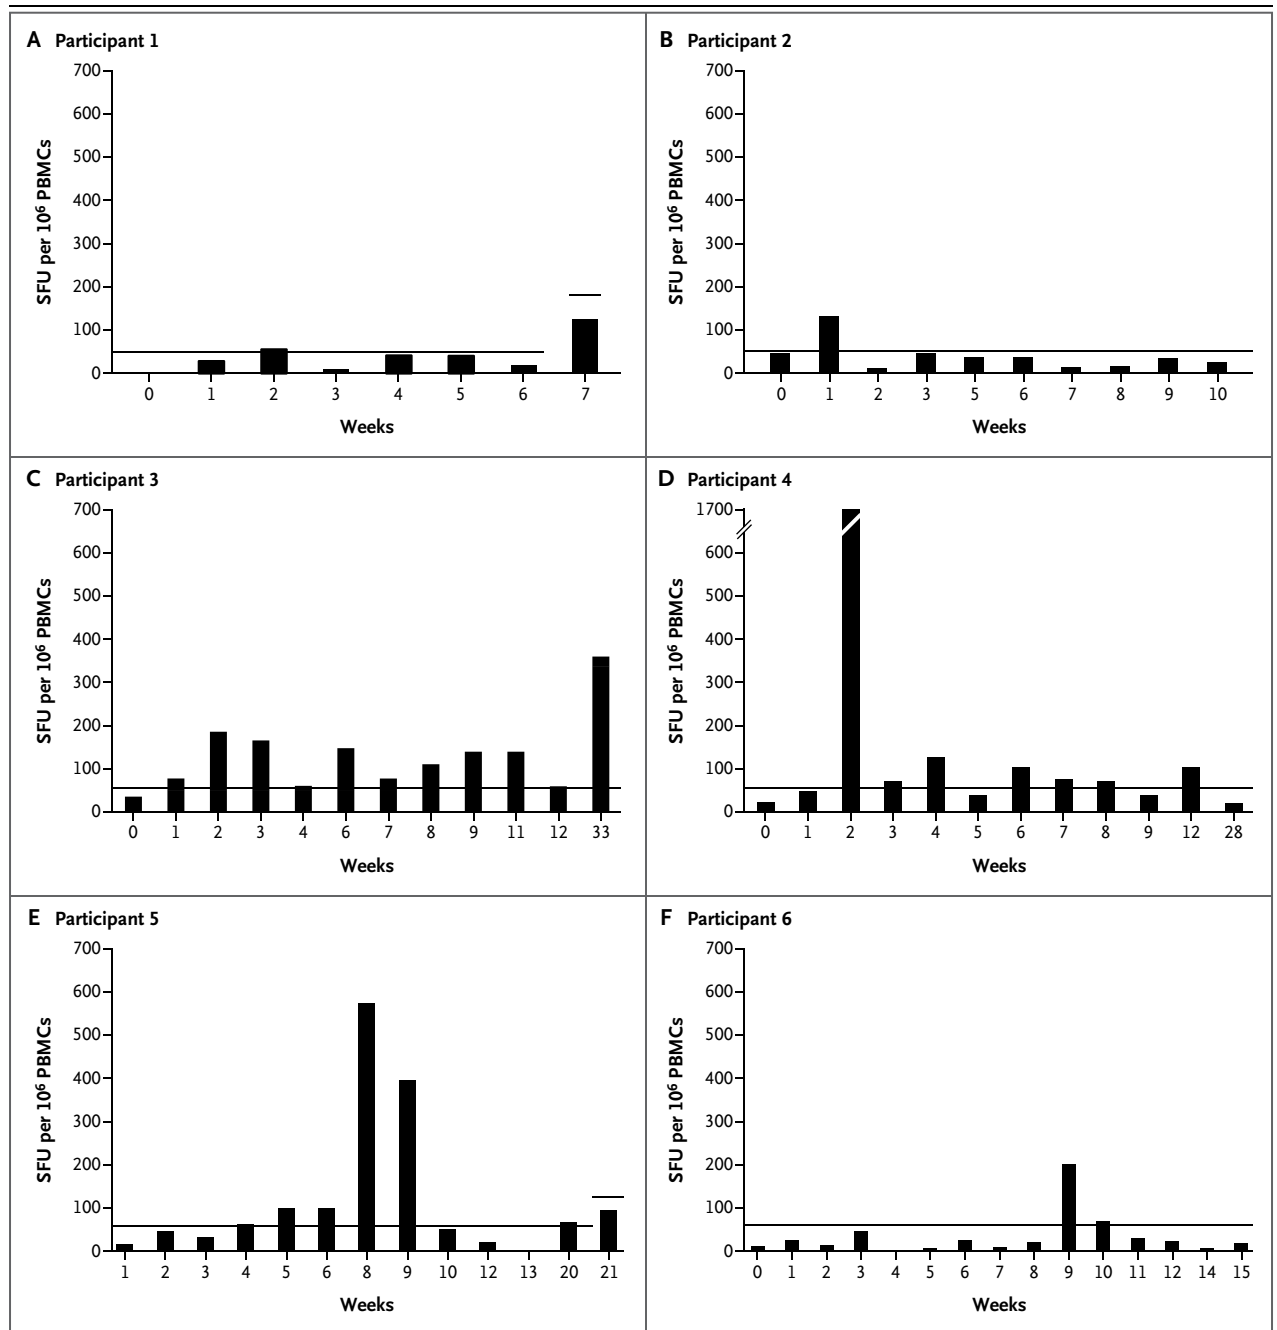 A Participant 1
700
600
500
400
300
200
100
0
SFU per 10⁶ PBMCs
0 1 2 3 4 5 6 7
Weeks
B Participant 2
700
600
500
400
300
200
100
0
SFU per 10⁶ PBMCs
0 1 2 3 5 6 7 8 9 10
Weeks
C Participant 3
700
600
500
400
300
200
100
0
SFU per 10⁶ PBMCs
0 1 2 3 4 6 7 8 9 11 12 33
Weeks
D Participant 4
1700
600
500
400
300
200
100
0
SFU per 10⁶ PBMCs
0 1 2 3 4 5 6 7 8 9 12 28
Weeks
E Participant 5
700
600
500
400
300
200
100
0
SFU per 10⁶ PBMCs
1 2 3 4 5 6 8 9 10 12 13 20 21
Weeks
F Participant 6
700
600
500
400
300
200
100
0
SFU per 10⁶ PBMCs
0 1 2 3 4 5 6 7 8 9 10 11 12 14 15
Weeks